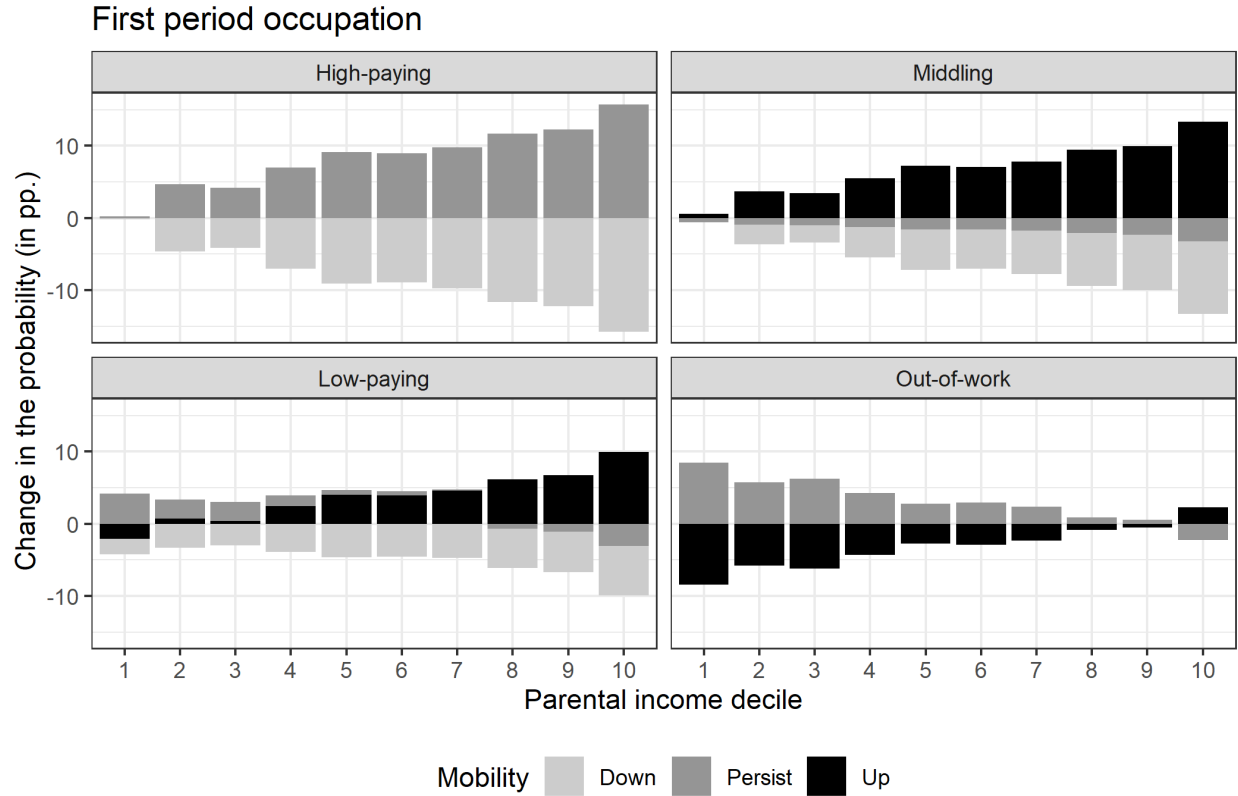 First period occupation
High-paying
Middling
10
0
-10
Low-paying
Out-of-work
10
0
-10
Change in the probability (in pp.)
1 2 3 4 5 6 7 8 9 10
1 2 3 4 5 6 7 8 9 10
Parental income decile
Mobility Down Persist Up